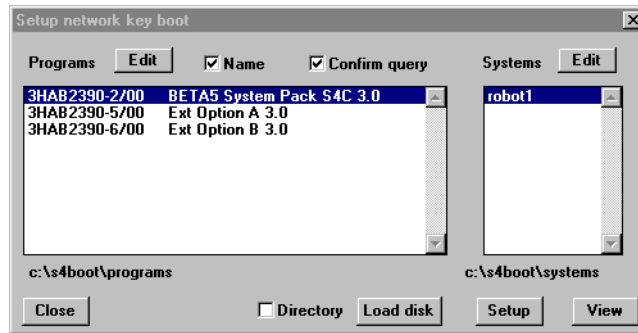 Setup network key boot
Programs Edit Name Confirm query Systems Edit
3HAB2390-2/00 BETA5 System Pack S4C 3.0 robot1
3HAB2390-5/00 Ext Option A 3.0
3HAB2390-6/00 Ext Option B 3.0
c:\s4boot\programs c:\s4boot\systems
Close Directory Load disk Setup View